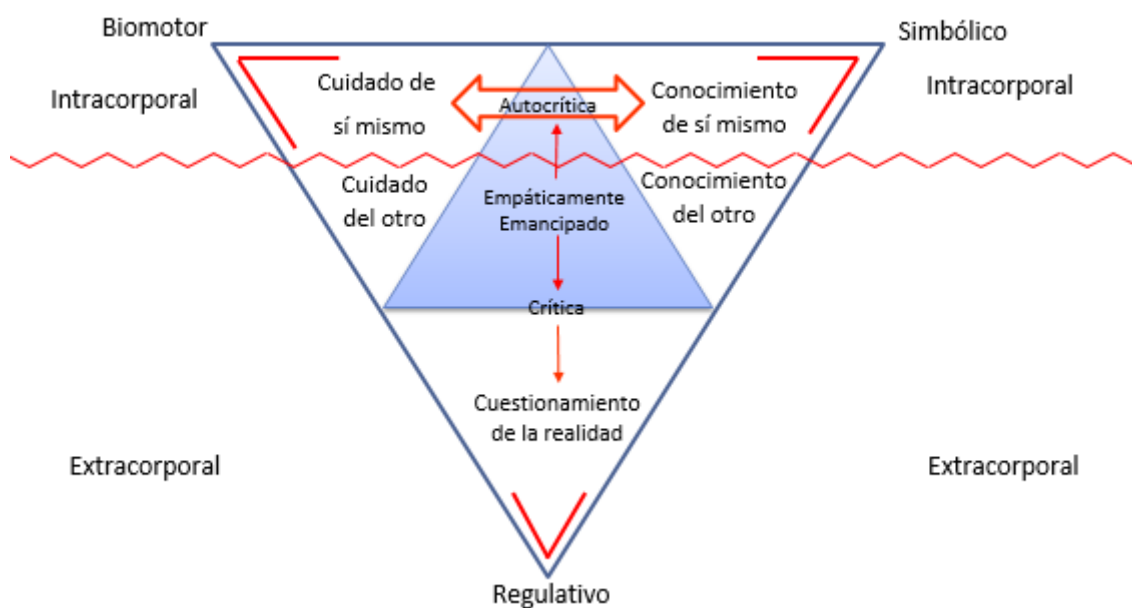 Biomotor
Simbólico
Intracorporal
Intracorporal
Cuidado de
sí mismo
Autocrítica
Conocimiento
de sí mismo
Cuidado
del otro
Empáticamente
Emancipado
Conocimiento
del otro
Crítica
Cuestionamiento
de la realidad
Extracorporal
Extracorporal
Regulativo